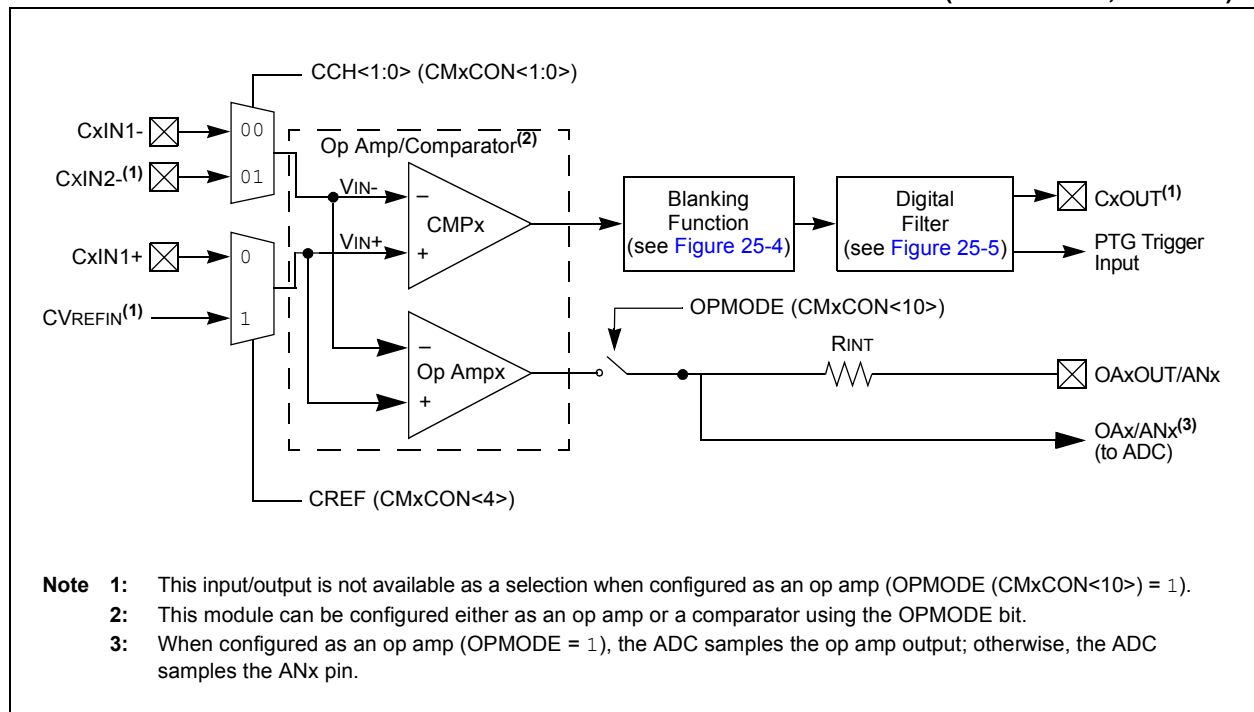 CCH<1:0> (CMxCON<1:0>)
CxIN1-
00
Op Amp/Comparator(2)
CxIN2-(1)
01
VIN-
–
CMPx
Blanking
Function
(see Figure 25-4)
Digital
Filter
(see Figure 25-5)
CxOUT(1)
PTG Trigger
Input
CxIN1+
0
VIN+
+
CVREFIN(1)
1
OPMODE (CMxCON<10>)
–
Op Ampx
+
RINT
OAxOUT/ANx
OAx/ANx(3)
(to ADC)
CREF (CMxCON<4>)
Note 1: This input/output is not available as a selection when configured as an op amp (OPMODE (CMxCON<10>) = 1).
2: This module can be configured either as an op amp or a comparator using the OPMODE bit.
3: When configured as an op amp (OPMODE = 1), the ADC samples the op amp output; otherwise, the ADC
samples the ANx pin.